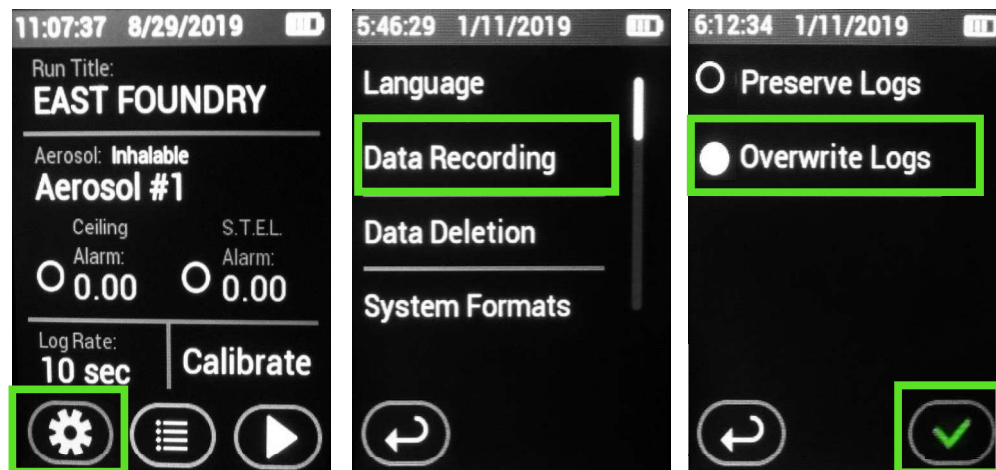 11:07:37 8/29/2019
Run Title:
EAST FOUNDRY
Aerosol: Inhalable
Aerosol #1
Ceiling S.T.E.L.
Alarm: Alarm:
0.00 0.00
Log Rate:
10 sec
Calibrate
5:46:29 1/11/2019
Language
Data Recording
Data Deletion
System Formats
6:12:34 1/11/2019
Preserve Logs
Overwrite Logs